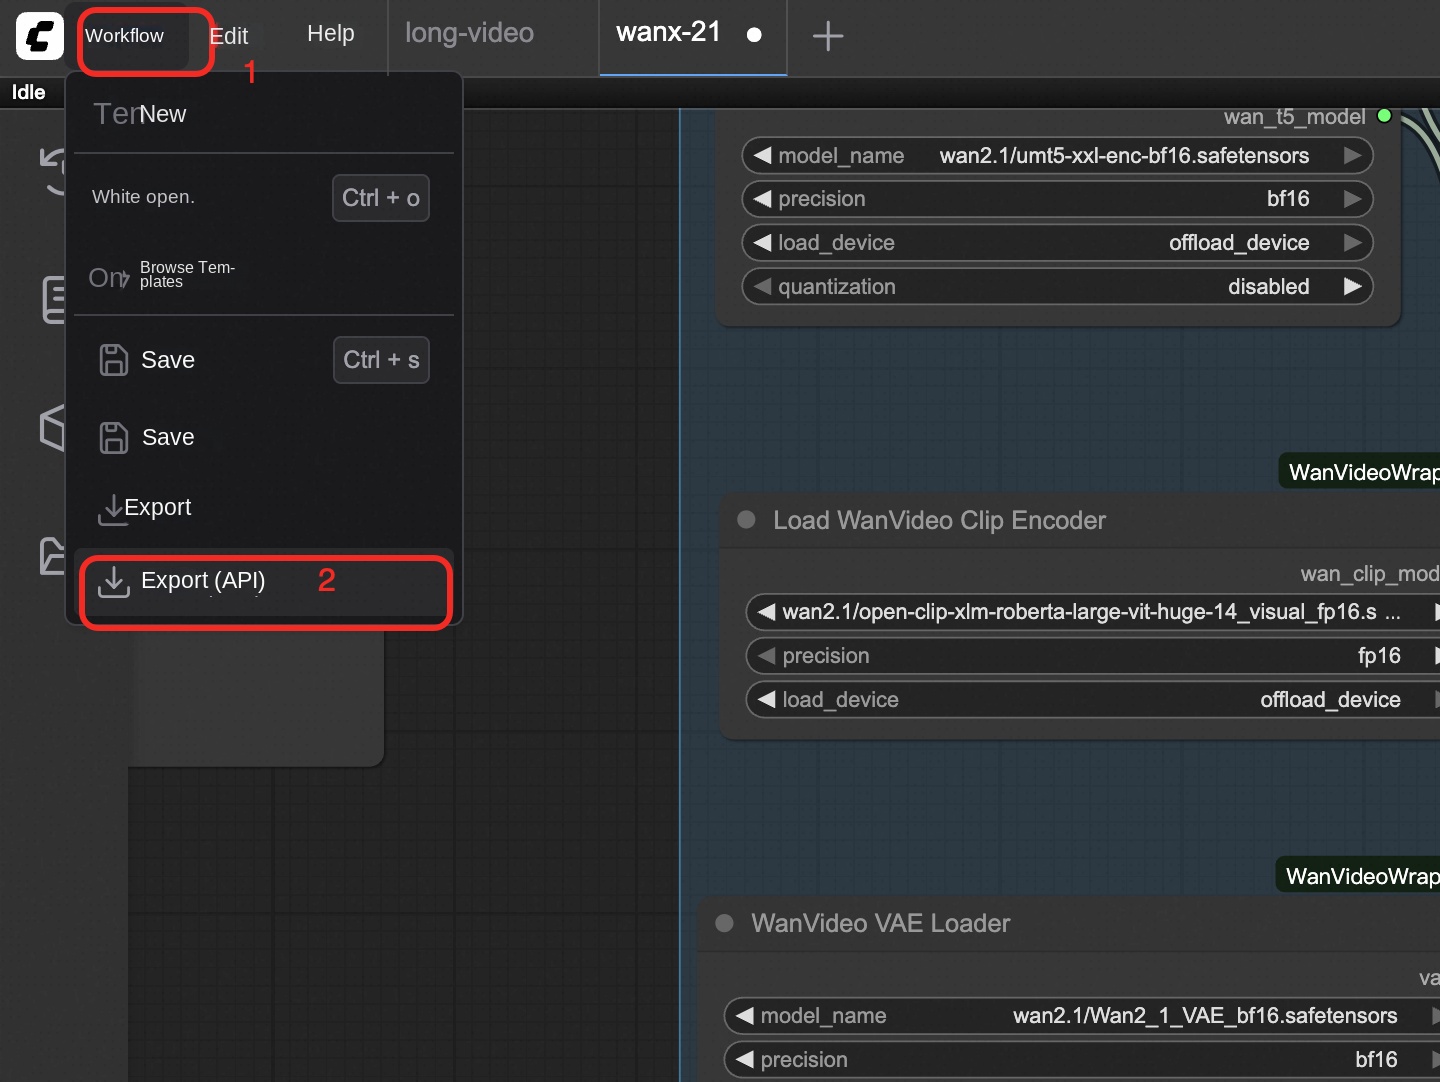 Workflow
Edit
Help
long-video
wanx-21
1
Idle
New
White open.
Ctrl + o
Browse Tem-
plates
Save
Ctrl + s
Save
Export
Export (API)
2
wan_t5_model
model_name wan2.1/umt5-xxl-enc-bf16.safetensors
precision bf16
load_device offload_device
quantization disabled
WanVideoWrap
Load WanVideo Clip Encoder
wan_clip_mod
wan2.1/open-clip-xlm-roberta-large-vit-huge-14_visual_fp16.s ...
precision fp16
load_device offload_device
WanVideoWrap
WanVideo VAE Loader
va
model_name wan2.1/Wan2_1_VAE_bf16.safetensors
precision bf16